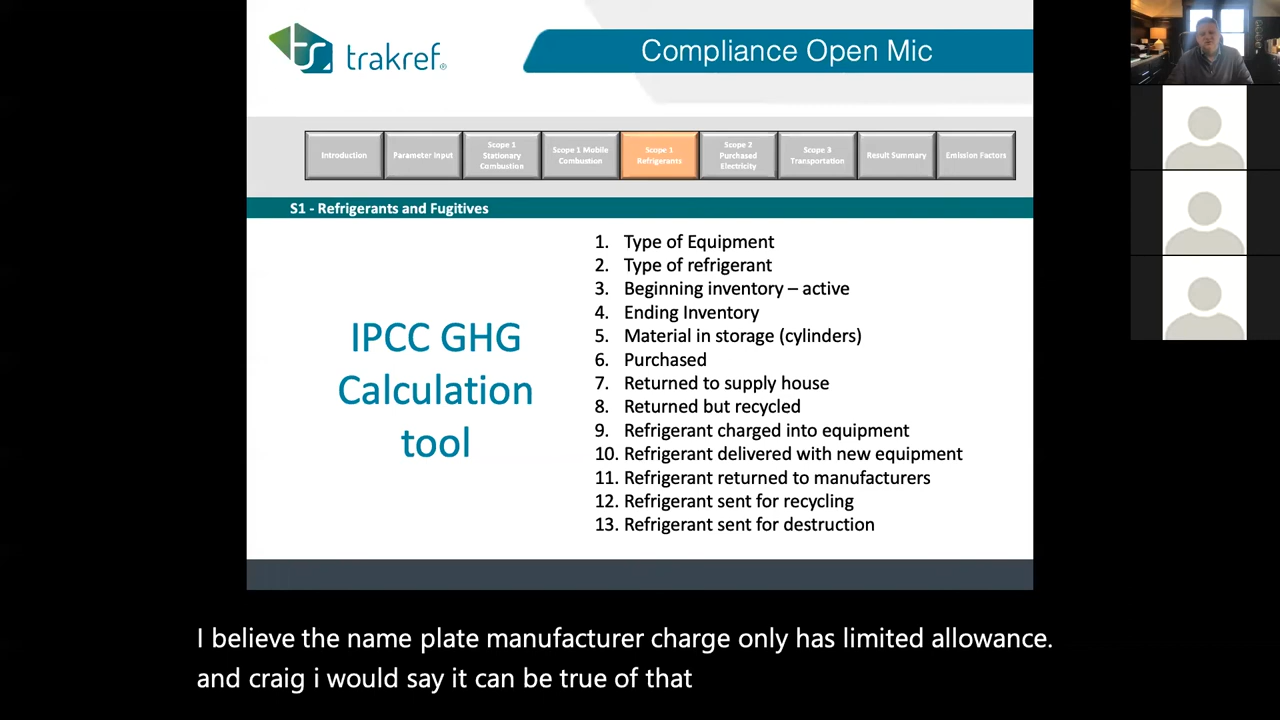 trakref®
Compliance Open Mic
Introduction
Parameter Input
Scope 1
Stationary
Combustion
Scope 1 Mobile
Combustion
Scope 1
Refrigerants
Scope 2
Purchased
Electricity
Scope 3
Transportation
Result Summary
Emission Factors
S1 - Refrigerants and Fugitives
IPCC GHG
Calculation
tool
1. Type of Equipment
2. Type of refrigerant
3. Beginning inventory – active
4. Ending Inventory
5. Material in storage (cylinders)
6. Purchased
7. Returned to supply house
8. Returned but recycled
9. Refrigerant charged into equipment
10. Refrigerant delivered with new equipment
11. Refrigerant returned to manufacturers
12. Refrigerant sent for recycling
13. Refrigerant sent for destruction
I believe the name plate manufacturer charge only has limited allowance.
and craig i would say it can be true of that